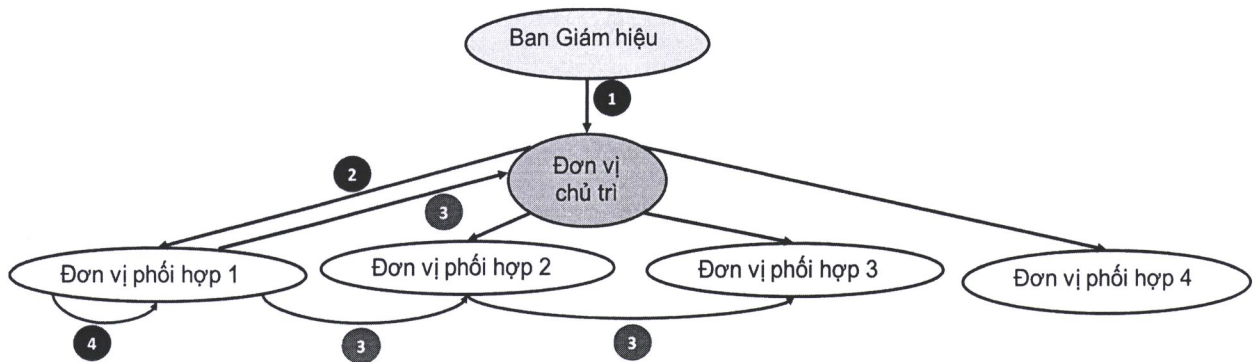 Ban Giám hiệu
1
Đơn vị
chủ trì
2
3
Đơn vị phối hợp 1
Đơn vị phối hợp 2
Đơn vị phối hợp 3
Đơn vị phối hợp 4
4
3
3